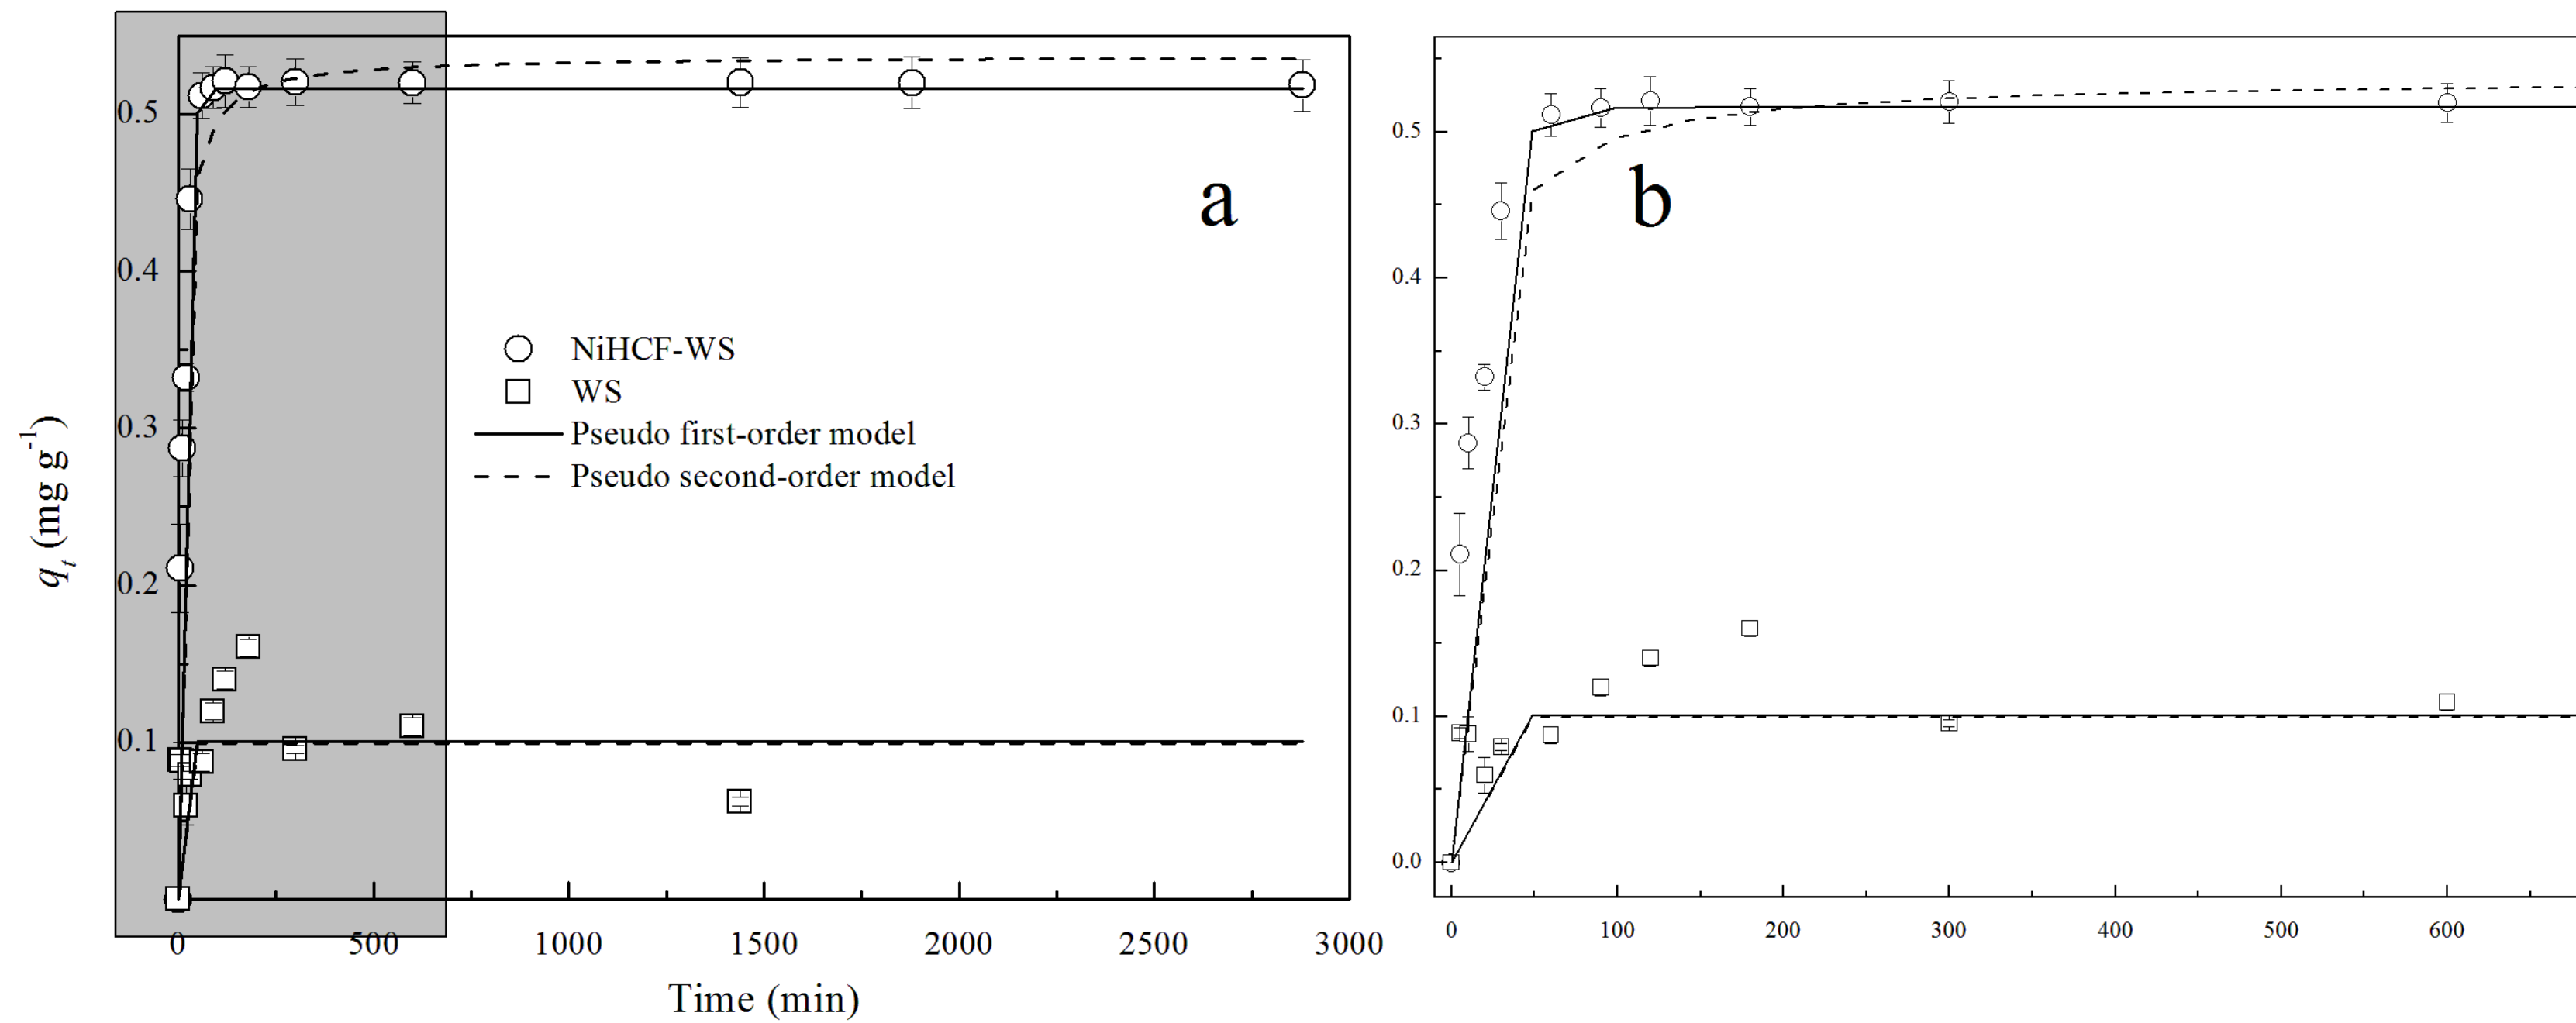 a
0.5
0.4
0.3
0.2
0.1
q_t (mg g^-1)
NiHCF-WS
WS
Pseudo first-order model
Pseudo second-order model
0 500 1000 1500 2000 2500 3000
Time (min)
b
0.5
0.4
0.3
0.2
0.1
0.0
0 100 200 300 400 500 600